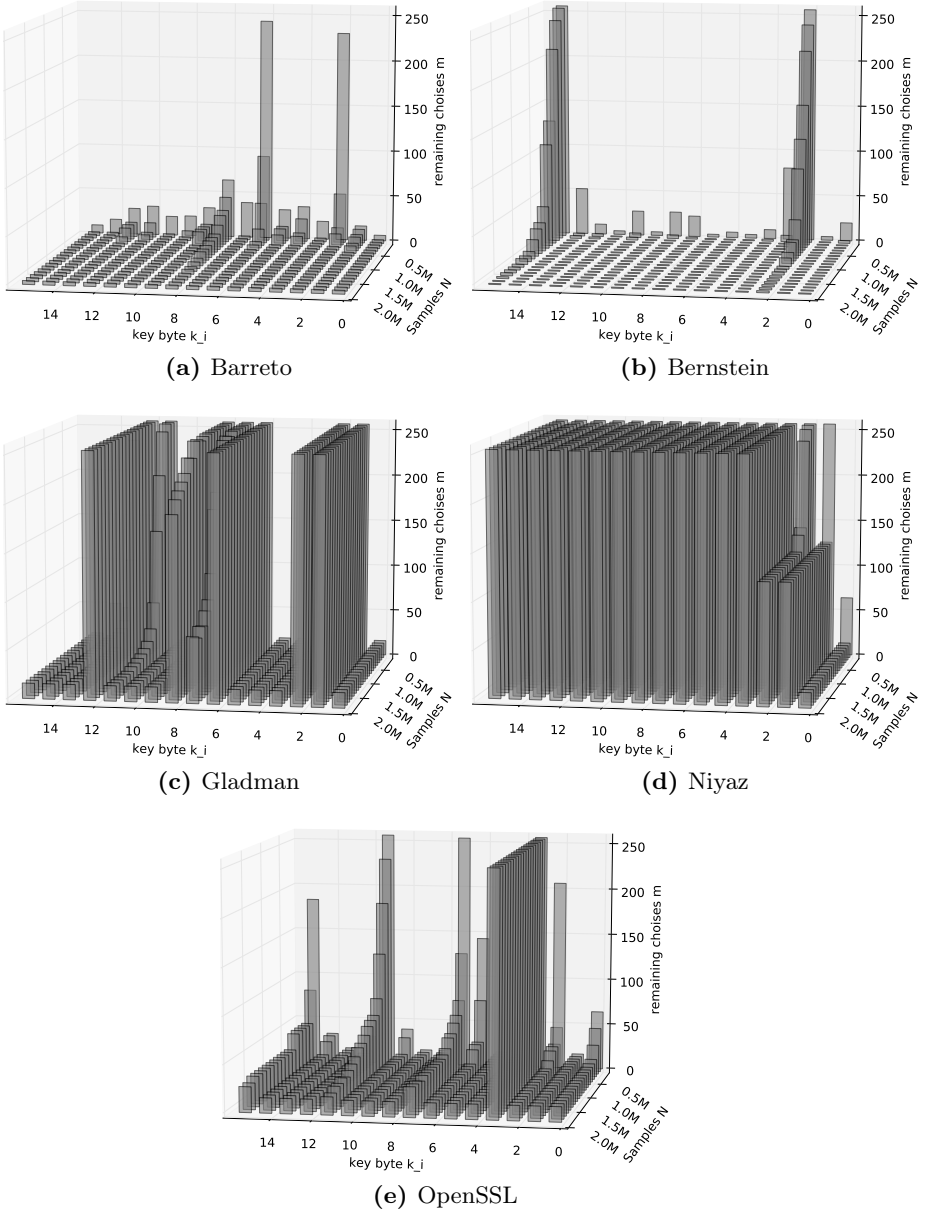 250
200
150
100
50
0
remaining choises m
0.5M
1.0M
1.5M
2.0M
Samples N
14 12 10 8 6 4 2 0
key byte k_i
(a) Barreto
250
200
150
100
50
0
remaining choises m
0.5M
1.0M
1.5M
2.0M
Samples N
14 12 10 8 6 4 2 0
key byte k_i
(b) Bernstein
250
200
150
100
50
0
remaining choises m
0.5M
1.0M
1.5M
2.0M
Samples N
14 12 10 8 6 4 2 0
key byte k_i
(c) Gladman
250
200
150
100
50
0
remaining choises m
0.5M
1.0M
1.5M
2.0M
Samples N
14 12 10 8 6 4 2 0
key byte k_i
(d) Niyaz
250
200
150
100
50
0
remaining choises m
0.5M
1.0M
1.5M
2.0M
Samples N
14 12 10 8 6 4 2 0
key byte k_i
(e) OpenSSL